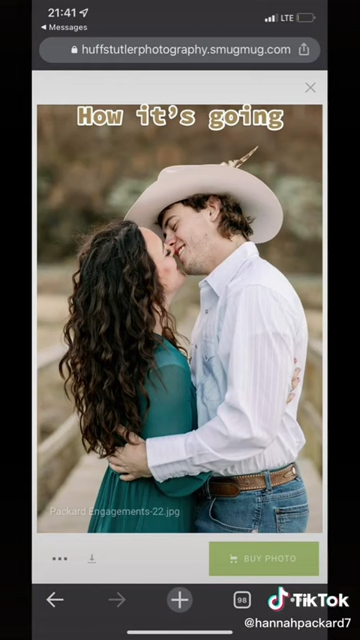 21:41
LTE
Messages
huffstutlerphotography.smugmug.com
How it's going
Packard Engagements-22.jpg
BUY PHOTO
98
TikTok
@hannahpackard7